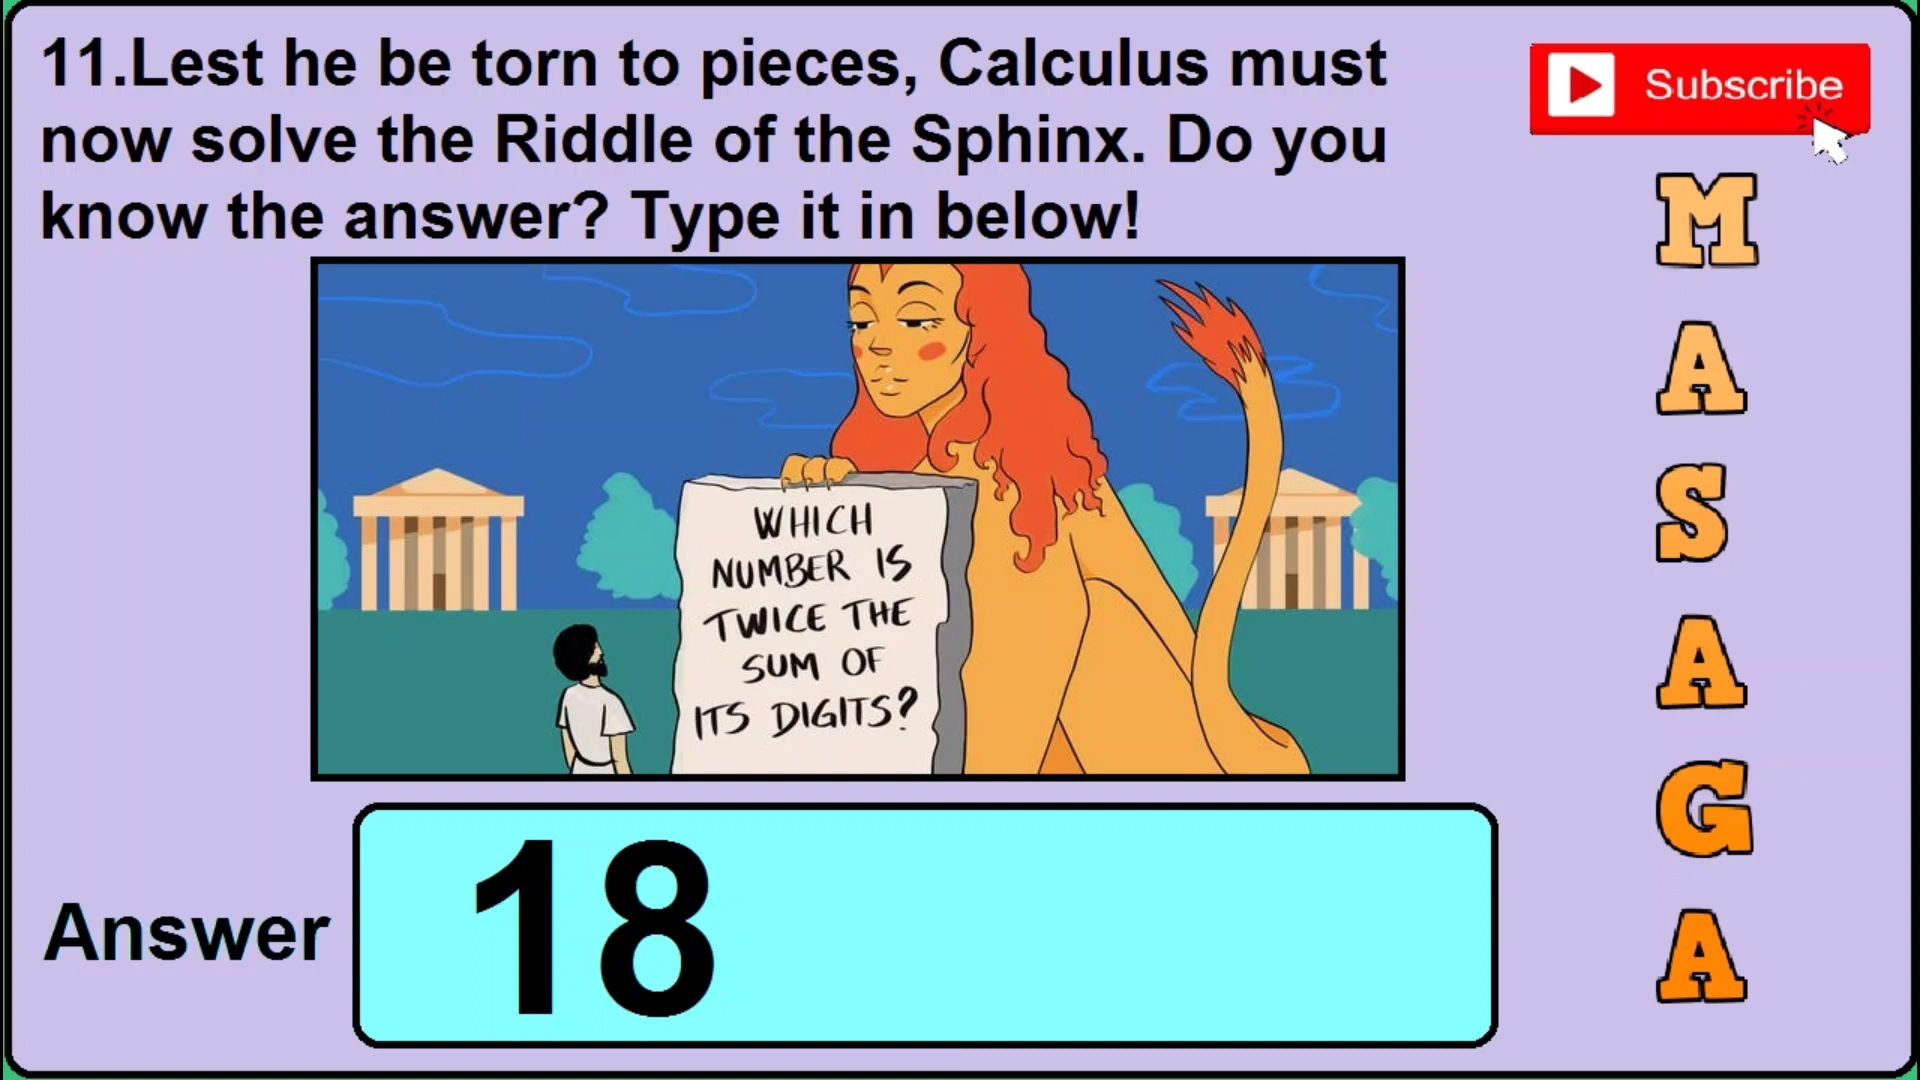 11.Lest he be torn to pieces, Calculus must
now solve the Riddle of the Sphinx. Do you
know the answer? Type it in below!
Subscribe
WHICH
NUMBER IS
TWICE THE
SUM OF
ITS DIGITS?
Answer
18
M
A
S
A
G
A